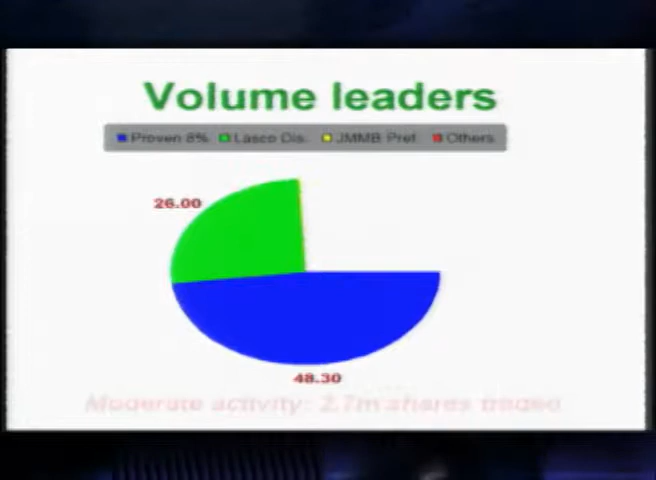 Volume leaders
Proven 8% Lasco Dis. JMMB Pref. Others
26.00
48.30
Moderate activity: 2.7m shares traded